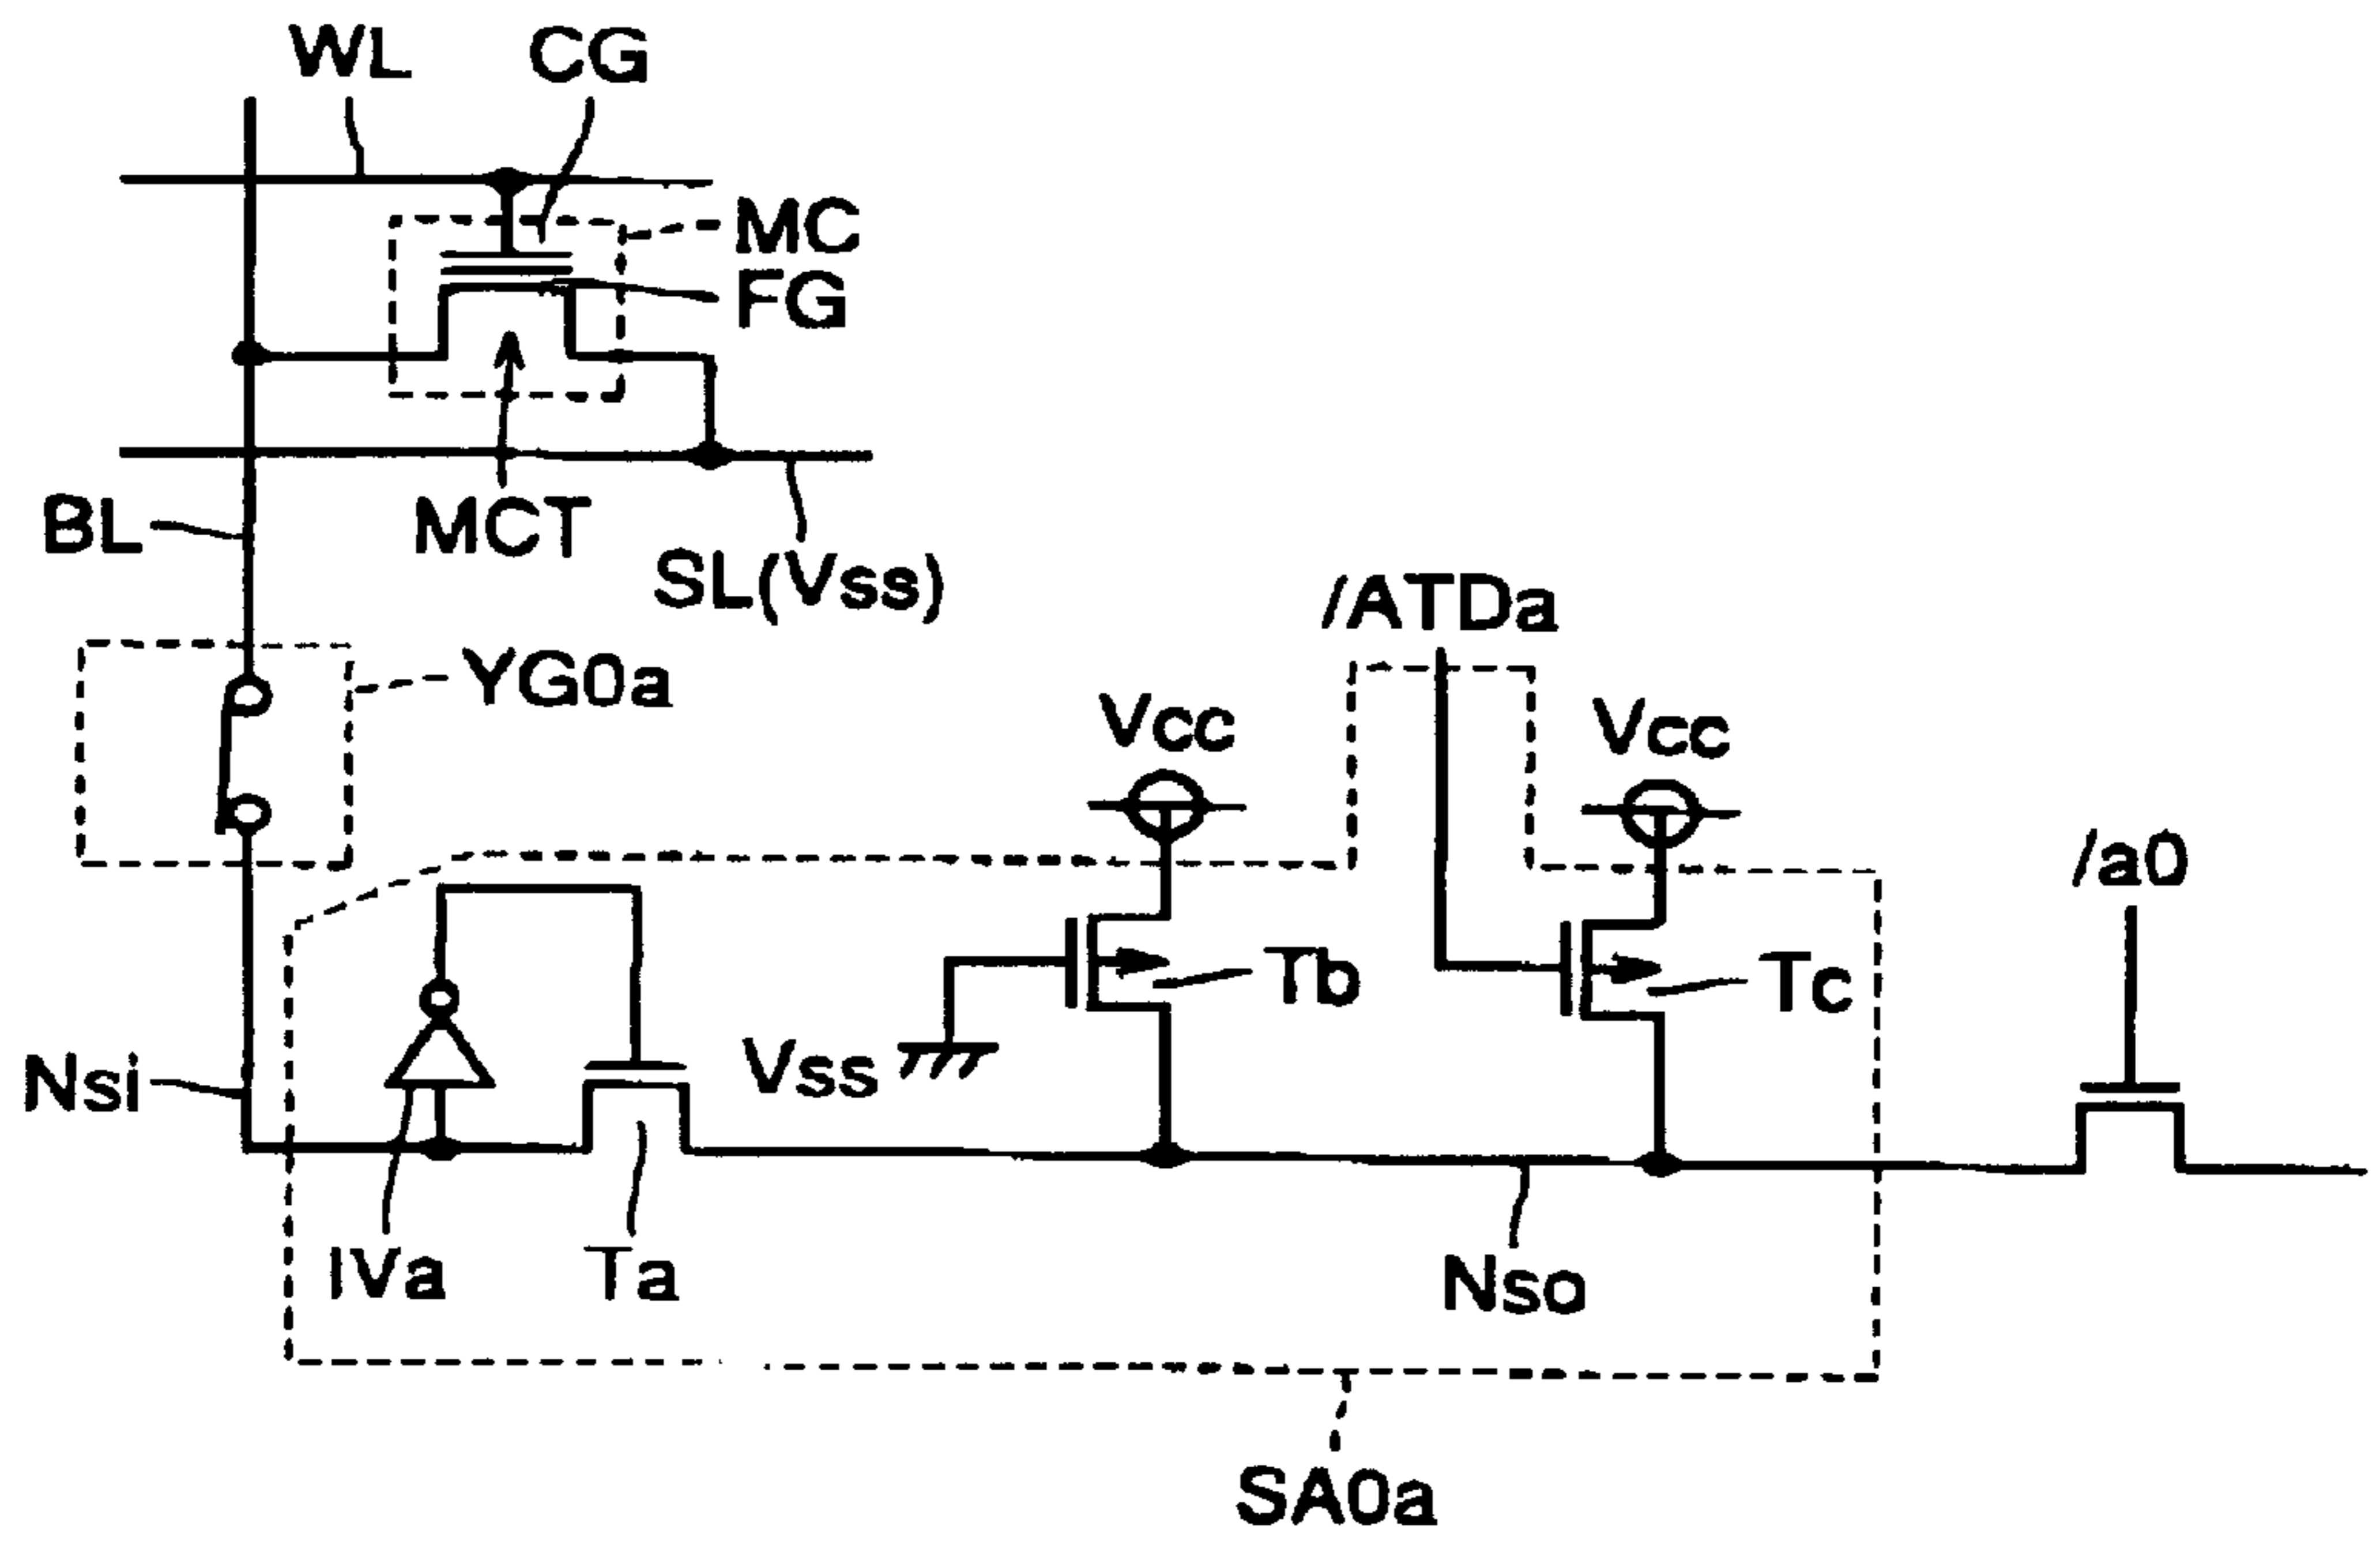 WL
CG
MC
FG
BL
MCT
SL(Vss)
/ATDa
YG0a
Vcc
Vcc
/a0
Tb
Tc
Vss
Nsi
IVa
Ta
Nso
SA0a